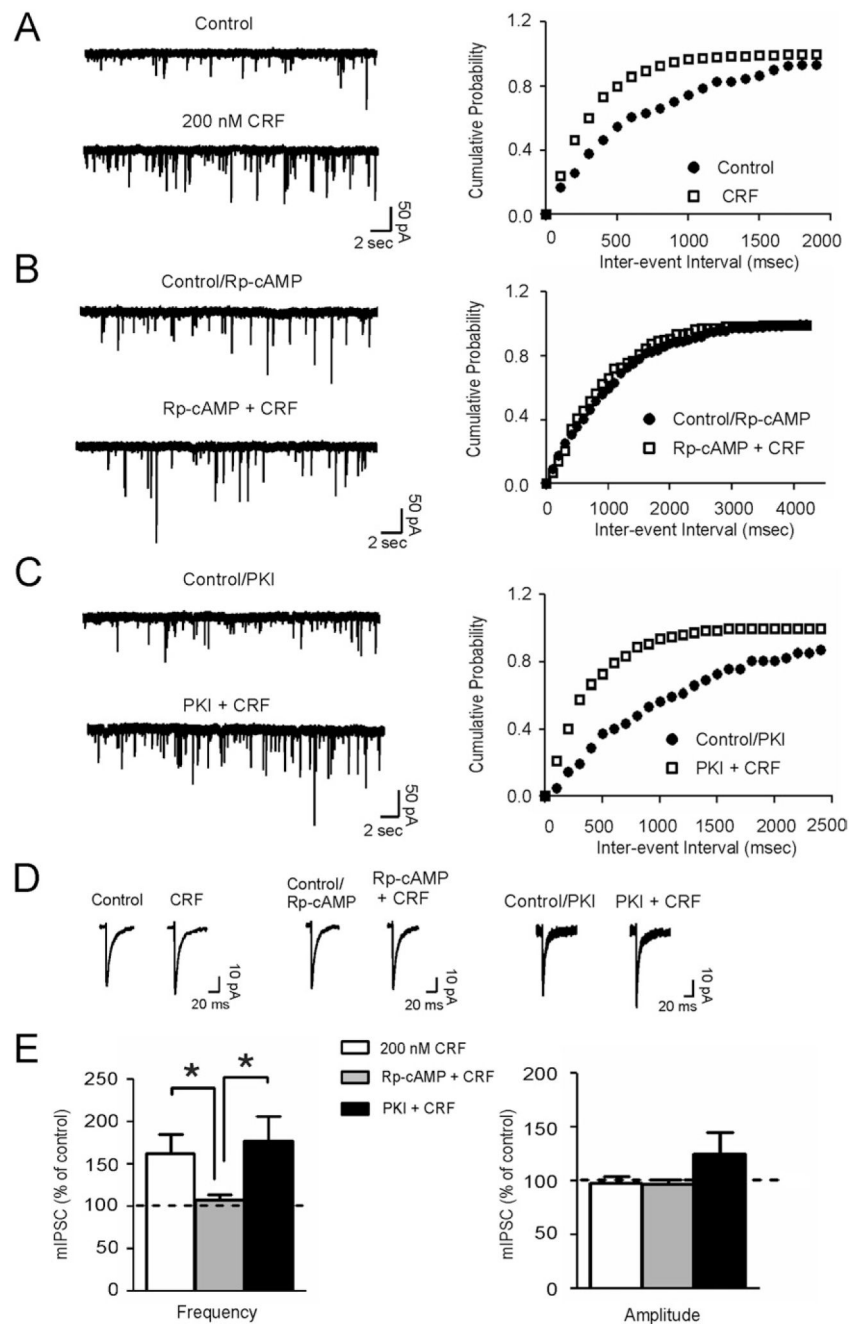 A
Control
200 nM CRF
50 pA
2 sec
Cumulative Probability
1.2
0.8
0.4
0.0
Control
CRF
0 500 1000 1500 2000
Inter-event Interval (msec)
B
Control/Rp-cAMP
Rp-cAMP + CRF
50 pA
2 sec
Cumulative Probability
1.2
0.8
0.4
0.0
Control/Rp-cAMP
Rp-cAMP + CRF
0 1000 2000 3000 4000
Inter-event Interval (msec)
C
Control/PKI
PKI + CRF
50 pA
2 sec
Cumulative Probability
1.2
0.8
0.4
0.0
Control/PKI
PKI + CRF
0 500 1000 1500 2000 2500
Inter-event Interval (msec)
D
Control
CRF
10 pA
20 ms
Control/
Rp-cAMP
Rp-cAMP
+ CRF
10 pA
20 ms
Control/PKI
PKI + CRF
10 pA
20 ms
E
mIPSC (% of control)
250
200
150
100
50
0
* *
Frequency
200 nM CRF
Rp-cAMP + CRF
PKI + CRF
mIPSC (% of control)
200
150
100
50
0
Amplitude